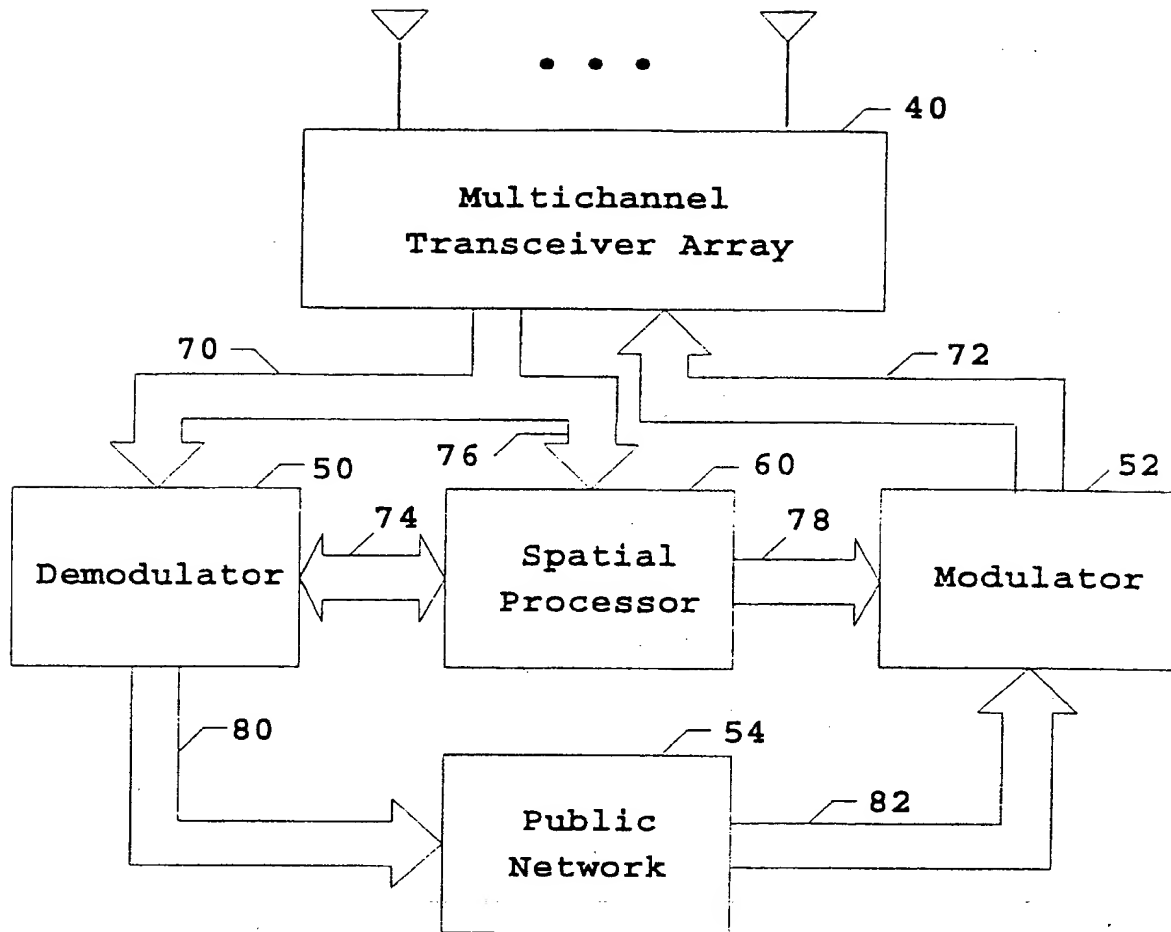 40
Multichannel
Transceiver Array
70
72
76
50
60
52
74
78
Demodulator
Spatial
Processor
Modulator
80
54
82
Public
Network